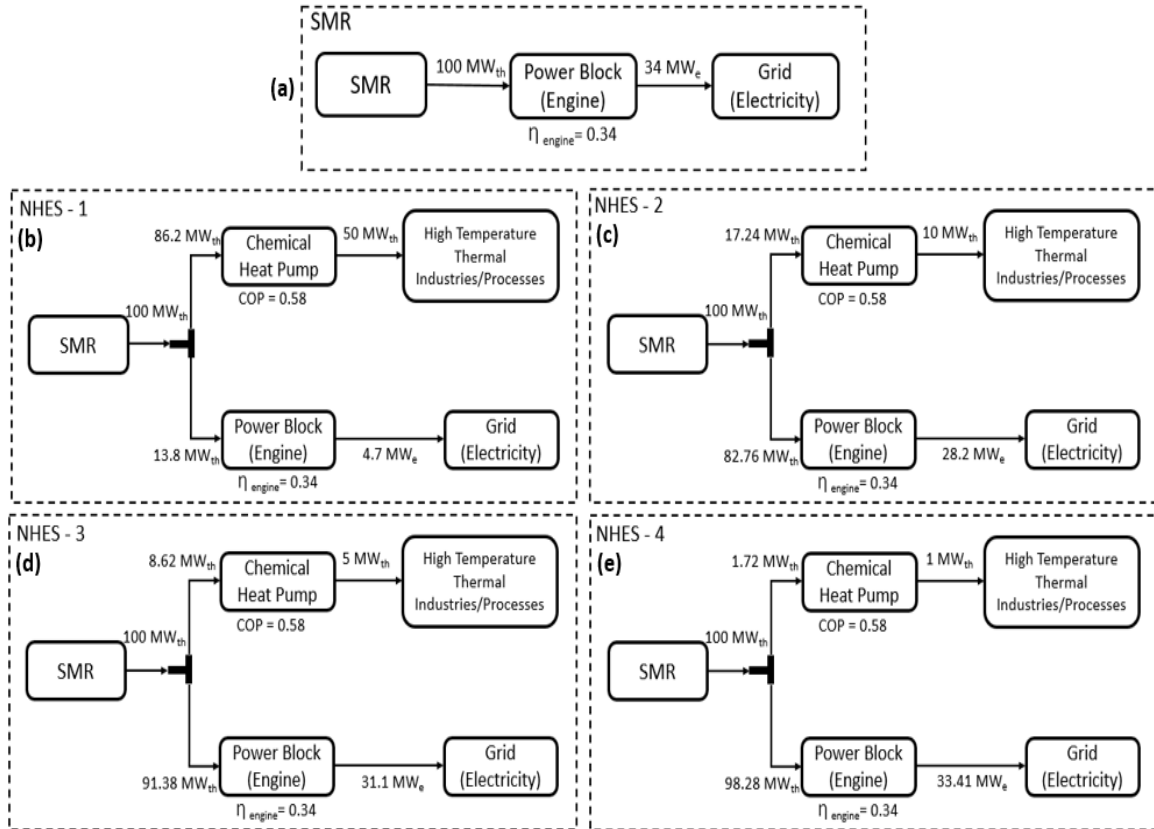 SMR
(a)
SMR
100 MWth
Power Block
(Engine)
η engine= 0.34
34 MWe
Grid
(Electricity)
NHES - 1
(b)
SMR
100 MWth
86.2 MWth
Chemical
Heat Pump
COP = 0.58
50 MWth
High Temperature
Thermal
Industries/Processes
13.8 MWth
Power Block
(Engine)
η engine= 0.34
4.7 MWe
Grid
(Electricity)
NHES - 2
(c)
SMR
100 MWth
17.24 MWth
Chemical
Heat Pump
COP = 0.58
10 MWth
High Temperature
Thermal
Industries/Processes
82.76 MWth
Power Block
(Engine)
η engine= 0.34
28.2 MWe
Grid
(Electricity)
NHES - 3
(d)
SMR
100 MWth
8.62 MWth
Chemical
Heat Pump
COP = 0.58
5 MWth
High Temperature
Thermal
Industries/Processes
91.38 MWth
Power Block
(Engine)
η engine= 0.34
31.1 MWe
Grid
(Electricity)
NHES - 4
(e)
SMR
100 MWth
1.72 MWth
Chemical
Heat Pump
COP = 0.58
1 MWth
High Temperature
Thermal
Industries/Processes
98.28 MWth
Power Block
(Engine)
η engine= 0.34
33.41 MWe
Grid
(Electricity)